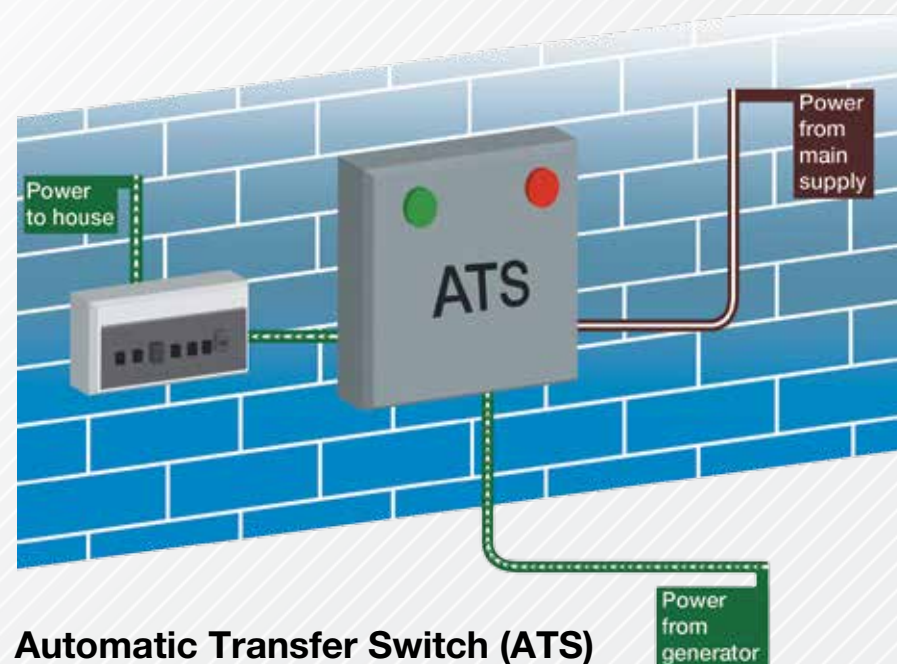 Power
from
main
supply
Power
to house
ATS
Power
from
generator
Automatic Transfer Switch (ATS)